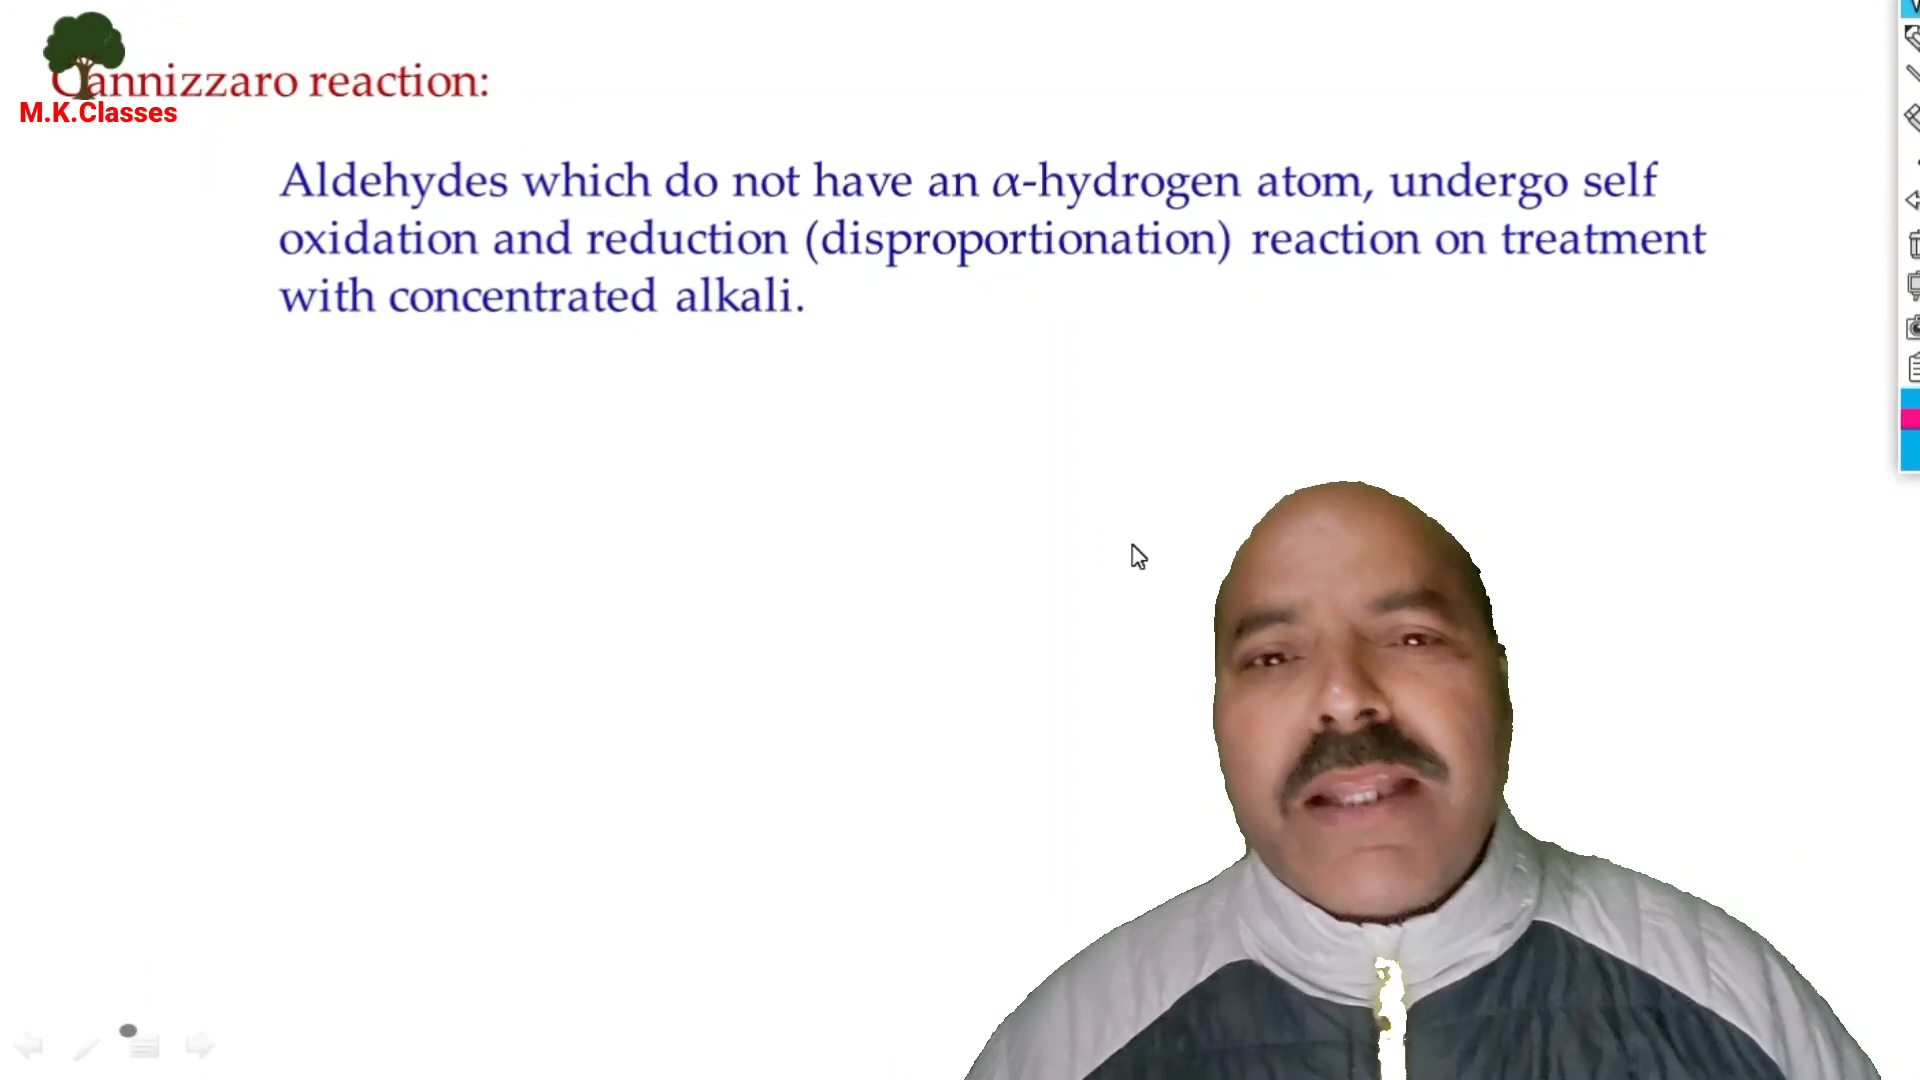 Cannizzaro reaction:
M.K.Classes
Aldehydes which do not have an α-hydrogen atom, undergo self
oxidation and reduction (disproportionation) reaction on treatment
with concentrated alkali.